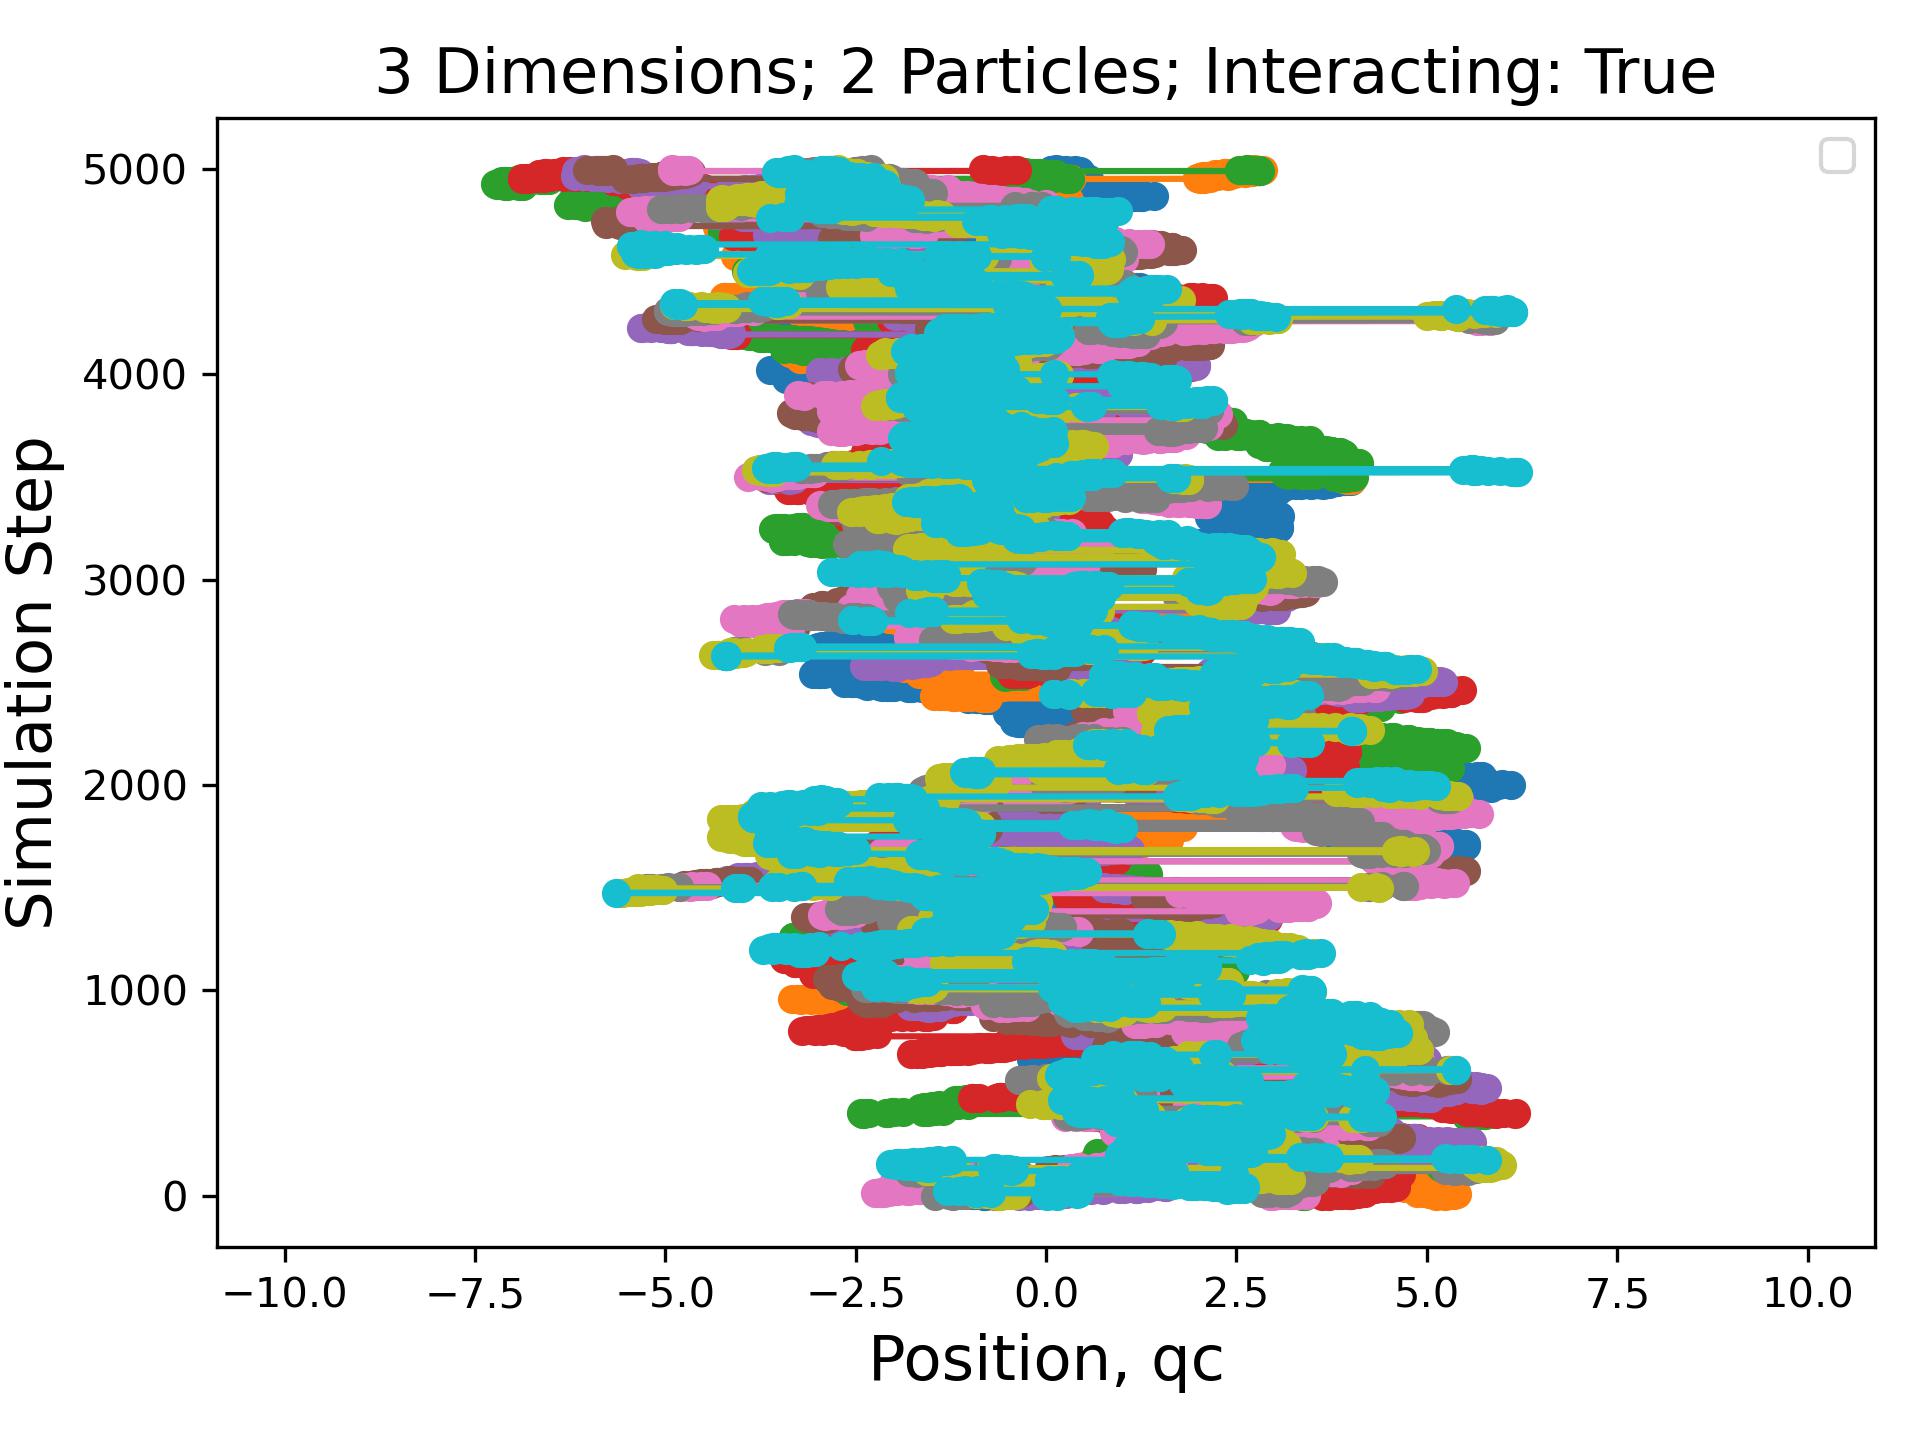 3 Dimensions; 2 Particles; Interacting: True
5000
4000
3000
2000
1000
0
Simulation Step
−10.0 −7.5 −5.0 −2.5 0.0 2.5 5.0 7.5 10.0
Position, qc